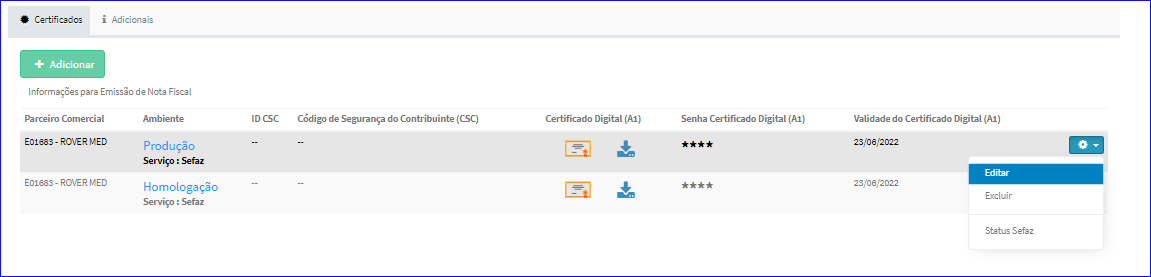 Certificados
Adicionais
Adicionar
Informações para Emissão de Nota Fiscal
Parceiro Comercial Ambiente ID CSC Código de Segurança do Contribuinte (CSC) Certificado Digital (A1) Senha Certificado Digital (A1) Validade do Certificado Digital (A1)
E01683 - ROVER MED Produção -- -- ★★★★ 23/06/2022
Serviço : Sefaz
E01683 - ROVER MED Homologação -- -- ★★★★ 23/06/2022
Serviço : Sefaz
Editar
Excluir
Status Sefaz